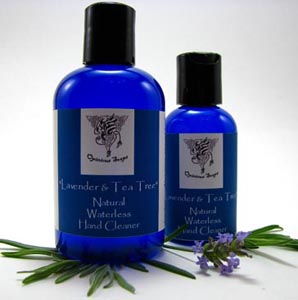 "Lavender & Tea Tree"
Natural
Waterless
Hand Cleaner
Lavender & Tea Tree
Natural
Waterless
Hand Cleaner